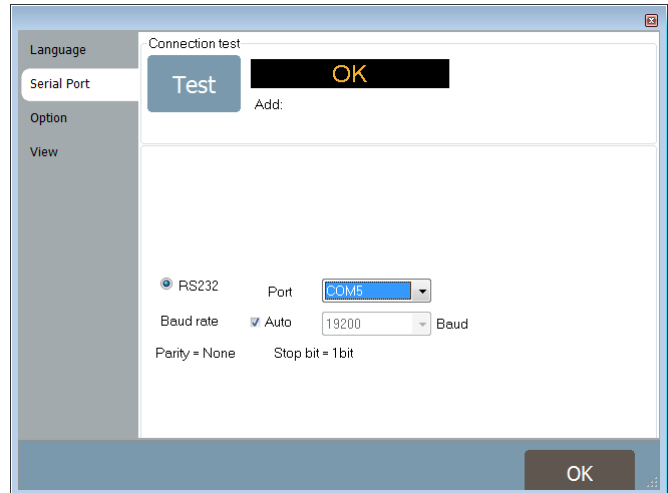 Language
Serial Port
Option
View
Connection test
Test
OK
Add:
RS232 Port COM5
Baud rate Auto 19200 Baud
Parity = None Stop bit = 1bit
OK